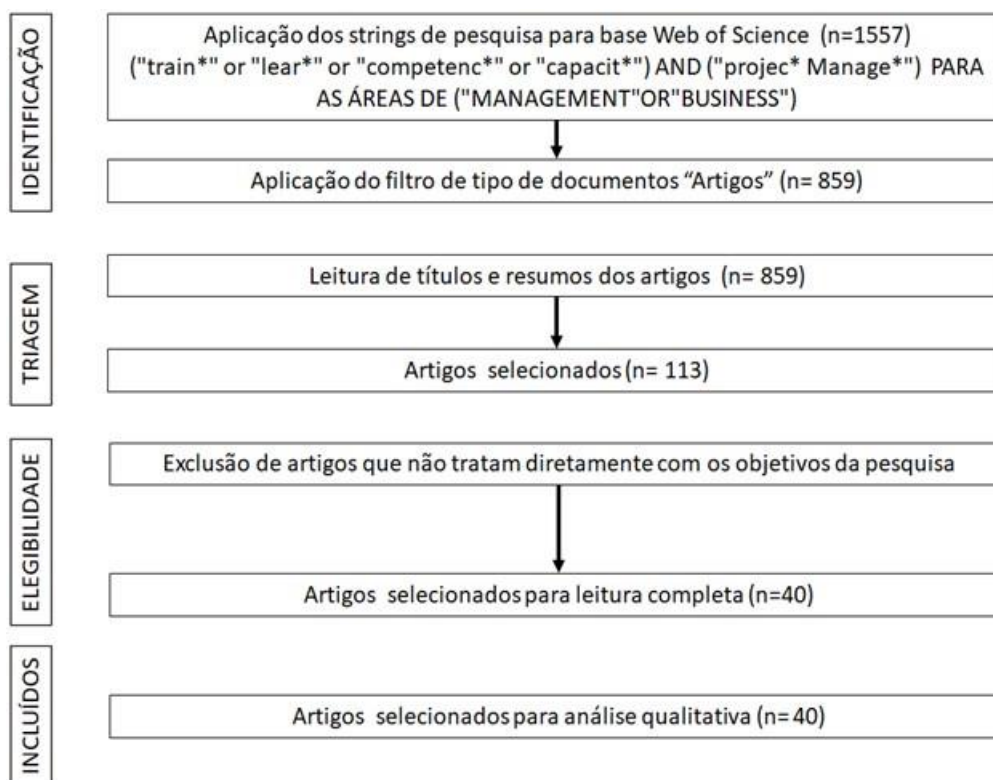 IDENTIFICAÇÃO
Aplicação dos strings de pesquisa para base Web of Science (n=1557)
("train*" or "lear*" or "competenc*" or "capacit*") AND ("projec* Manage*") PARA
AS ÁREAS DE ("MANAGEMENT"OR"BUSINESS")
Aplicação do filtro de tipo de documentos “Artigos” (n= 859)
TRIAGEM
Leitura de títulos e resumos dos artigos (n= 859)
Artigos selecionados (n= 113)
ELEGIBILIDADE
Exclusão de artigos que não tratam diretamente com os objetivos da pesquisa
Artigos selecionados para leitura completa (n=40)
INCLUÍDOS
Artigos selecionados para análise qualitativa (n= 40)